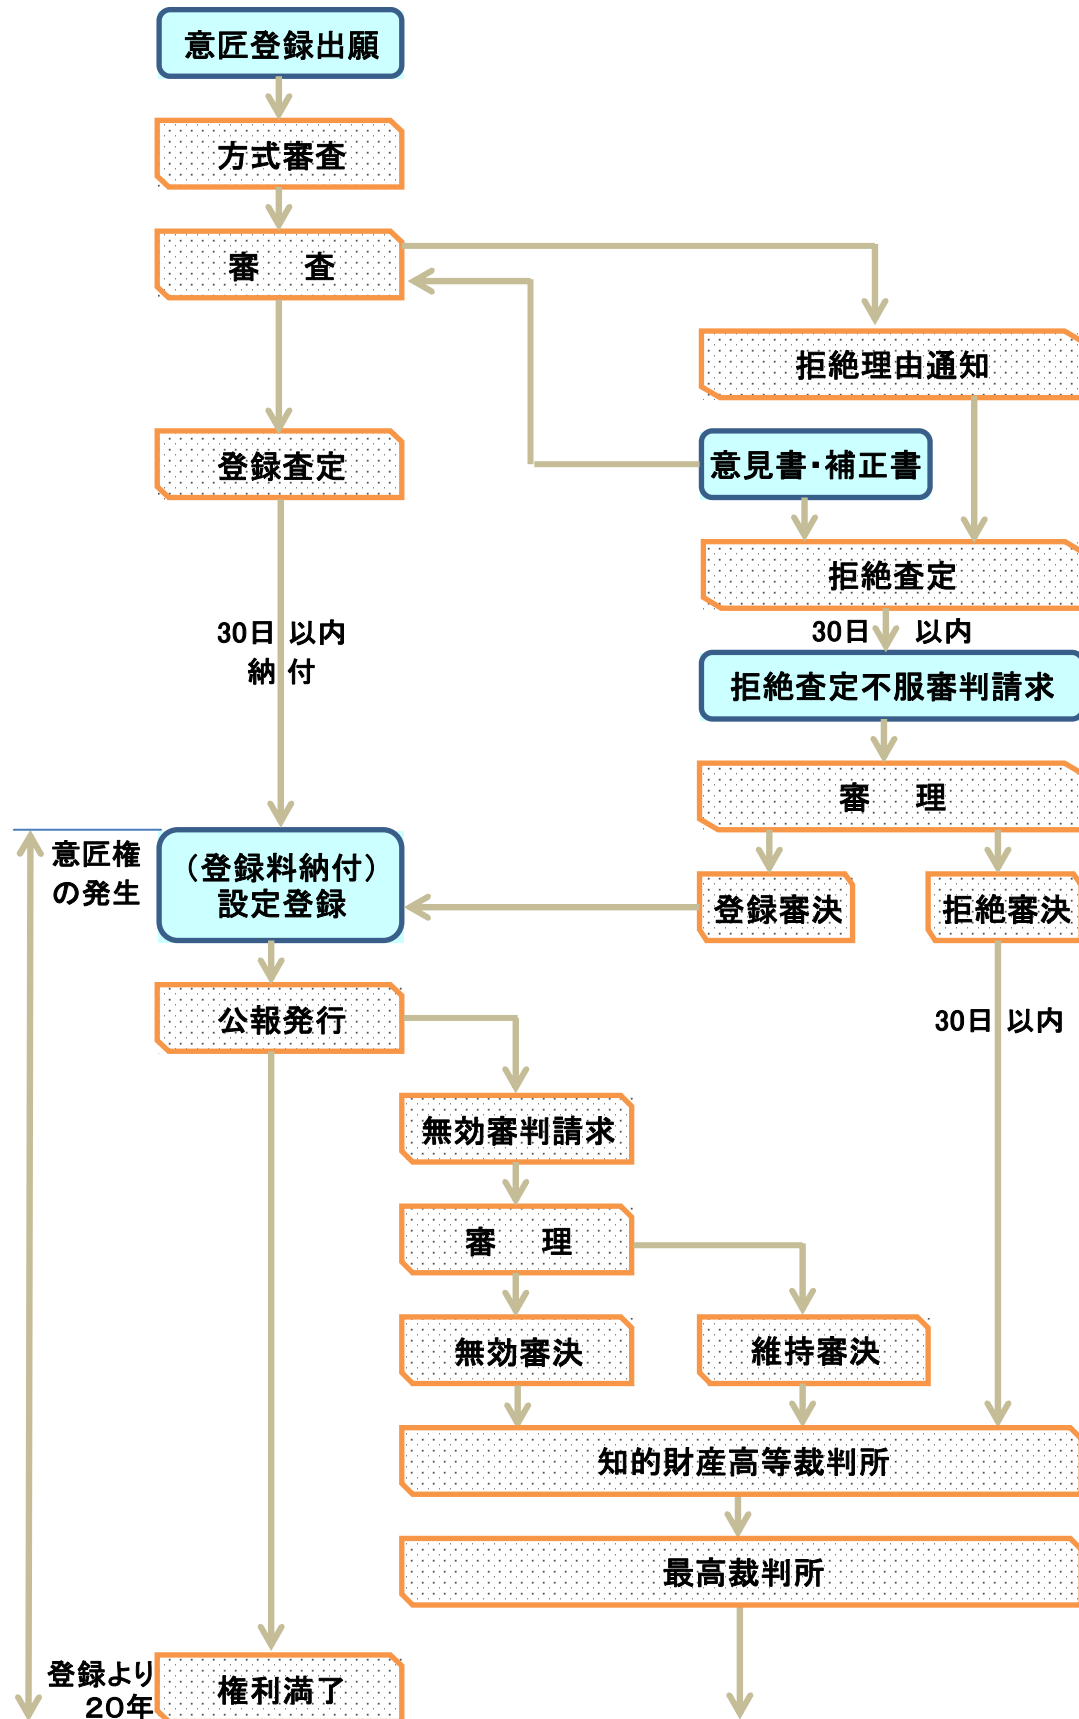 意匠登録出願
方式審査
審　査
拒絶理由通知
登録査定
意見書・補正書
拒絶査定
30日 以内
納 付
30日 以内
拒絶査定不服審判請求
審　理
意匠権
の発生
（登録料納付）
設定登録
登録審決
拒絶審決
公報発行
30日 以内
無効審判請求
審　理
無効審決
維持審決
知的財産高等裁判所
最高裁判所
登録より
20年
権利満了